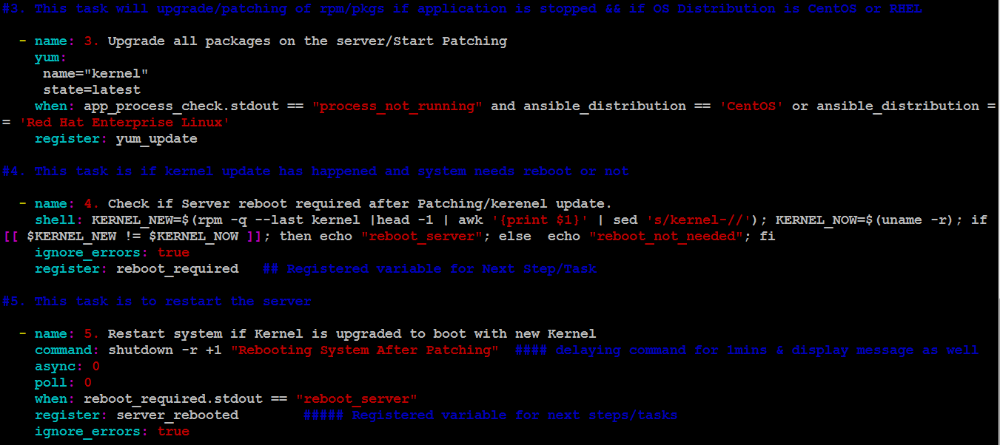 #3. This task will upgrade/patching of rpm/pkgs if application is stopped && if OS Distribution is CentOS or RHEL
- name: 3. Upgrade all packages on the server/Start Patching
yum:
name="kernel"
state=latest
when: app_process_check.stdout == "process_not_running" and ansible_distribution == 'CentOS' or ansible_distribution =
= 'Red Hat Enterprise Linux'
register: yum_update
#4. This task is if kernel update has happened and system needs reboot or not
- name: 4. Check if Server reboot required after Patching/kerenel update.
shell: KERNEL_NEW=$(rpm -q --last kernel |head -1 | awk '{print $1}' | sed 's/kernel-//'); KERNEL_NOW=$(uname -r); if
[[ $KERNEL_NEW != $KERNEL_NOW ]]; then echo "reboot_server"; else  echo "reboot_not_needed"; fi
ignore_errors: true
register: reboot_required   ## Registered variable for Next Step/Task
#5. This task is to restart the server
- name: 5. Restart system if Kernel is upgraded to boot with new Kernel
command: shutdown -r +1 "Rebooting System After Patching"  #### delaying command for 1mins & display message as well
async: 0
poll: 0
when: reboot_required.stdout == "reboot_server"
register: server_rebooted        ##### Registered variable for next steps/tasks
ignore_errors: true